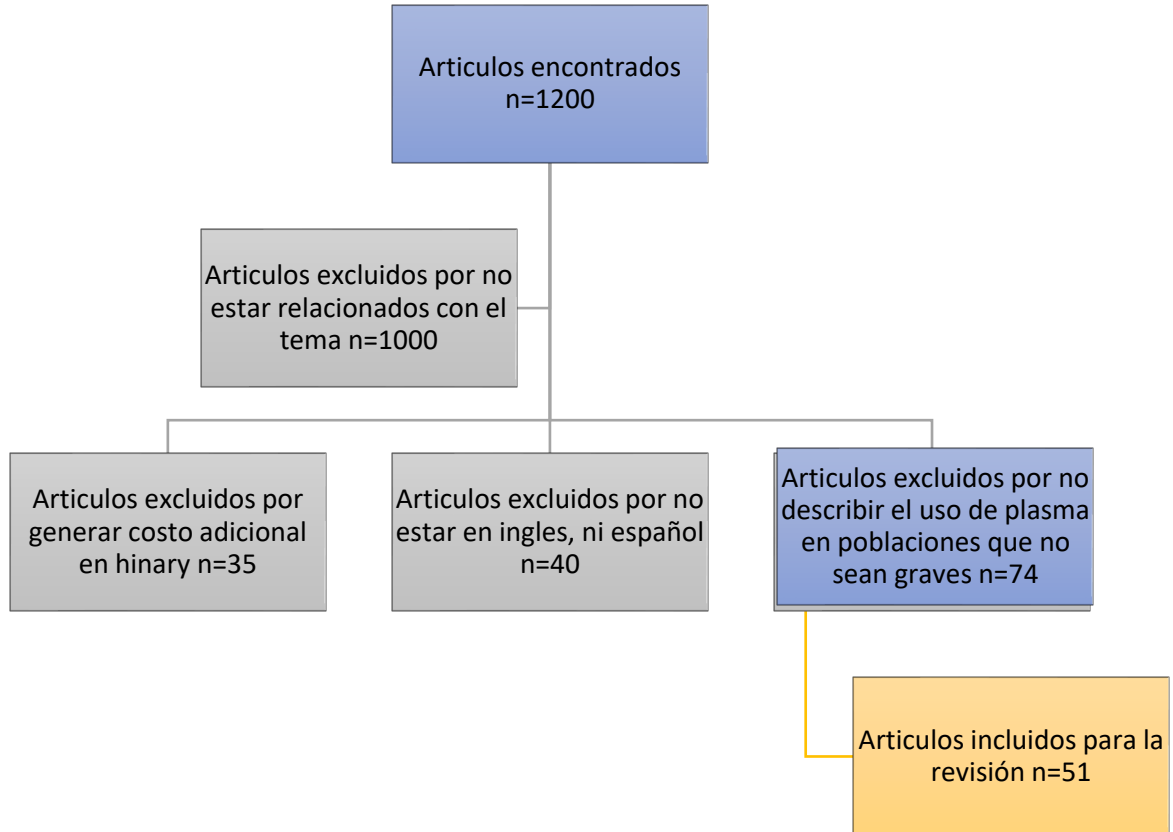 Articulos encontrados
n=1200
Articulos excluidos por no
estar relacionados con el
tema n=1000
Articulos excluidos por
generar costo adicional
en hinary n=35
Articulos excluidos por no
estar en ingles, ni español
n=40
Articulos excluidos por no
describir el uso de plasma
en poblaciones que no
sean graves n=74
Articulos incluidos para la
revisión n=51